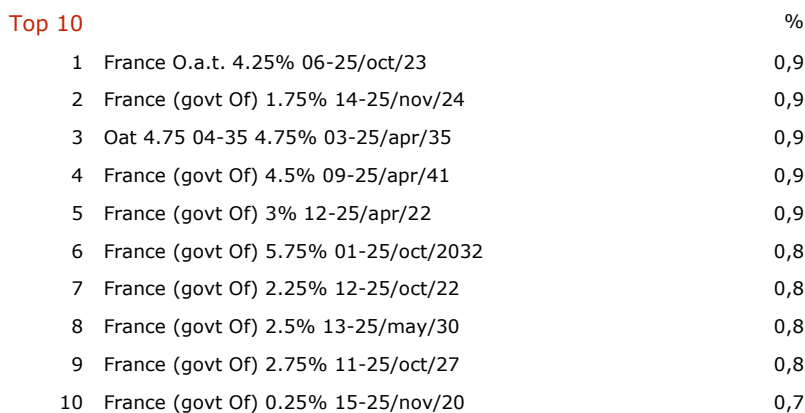 Top 10 %
1 France O.a.t. 4.25% 06-25/oct/23 0,9
2 France (govt Of) 1.75% 14-25/nov/24 0,9
3 Oat 4.75 04-35 4.75% 03-25/apr/35 0,9
4 France (govt Of) 4.5% 09-25/apr/41 0,9
5 France (govt Of) 3% 12-25/apr/22 0,9
6 France (govt Of) 5.75% 01-25/oct/2032 0,8
7 France (govt Of) 2.25% 12-25/oct/22 0,8
8 France (govt Of) 2.5% 13-25/may/30 0,8
9 France (govt Of) 2.75% 11-25/oct/27 0,8
10 France (govt Of) 0.25% 15-25/nov/20 0,7